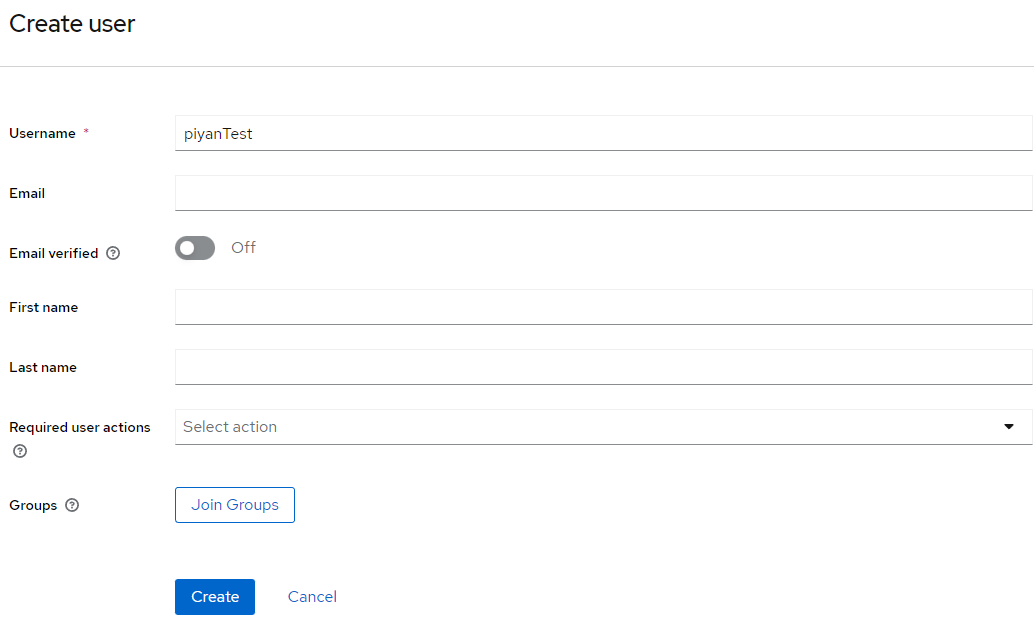 Create user
Username *
piyanTest
Email
Email verified
Off
First name
Last name
Required user actions
Select action
Groups
Join Groups
Create
Cancel